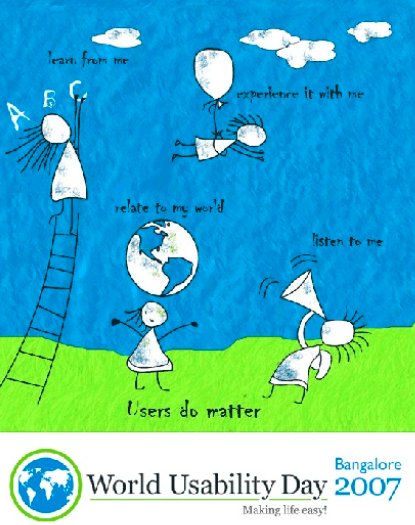 learn from me
A B C
experience it with me
relate to my world
listen to me
Users do matter
World Usability Day
Making life easy!
Bangalore
2007